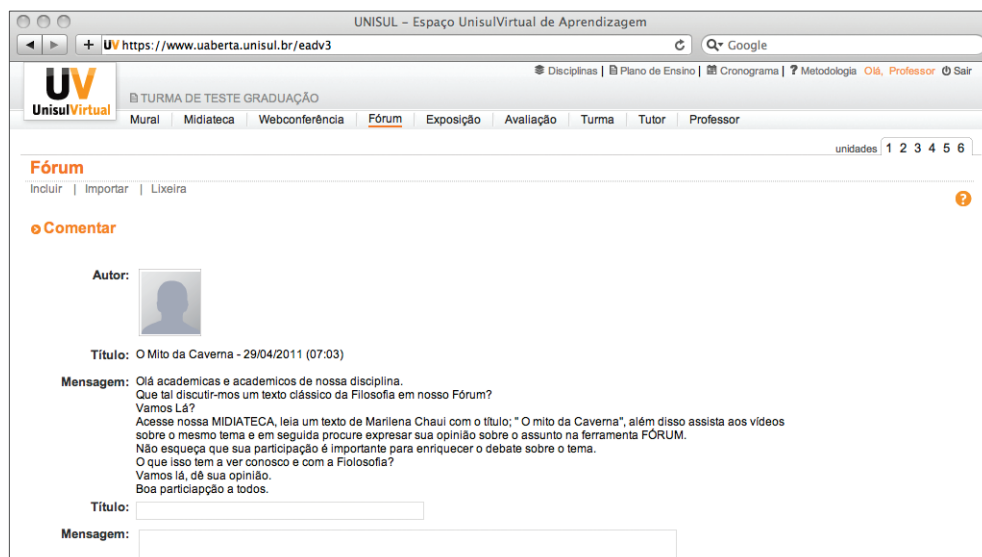 UNISUL – Espaço UnisulVirtual de Aprendizagem
+ UV https://www.uaberta.unisul.br/eadv3 Google
Disciplinas | Plano de Ensino | Cronograma | ? Metodologia Olá, Professor Sair
UV
UnisulVirtual
TURMA DE TESTE GRADUAÇÃO
Mural Midiateca Webconferência Fórum Exposição Avaliação Turma Tutor Professor
unidades 1 2 3 4 5 6
Fórum
Incluir | Importar | Lixeira
?
Comentar
Autor:
Título: O Mito da Caverna - 29/04/2011 (07:03)
Mensagem: Olá academicas e academicos de nossa disciplina.
Que tal discutir-mos um texto clássico da Filosofia em nosso Fórum?
Vamos Lá?
Acesse nossa MIDIATECA, leia um texto de Marilena Chaui com o título; " O mito da Caverna", além disso assista aos vídeos
sobre o mesmo tema e em seguida procure expresar sua opinião sobre o assunto na ferramenta FÓRUM.
Não esqueça que sua participação é importante para enriquecer o debate sobre o tema.
O que isso tem a ver conosco e com a Fiolosofia?
Vamos lá, dê sua opinião.
Boa particiapção a todos.
Título:
Mensagem: